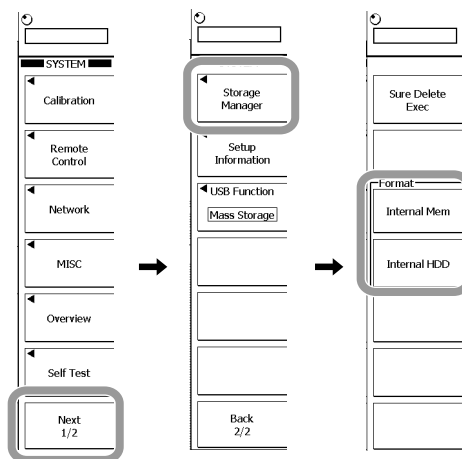 SYSTEM
Calibration
Remote
Control
Network
MISC
Overview
Self Test
Next
1/2
Storage
Manager
Setup
Information
USB Function
Mass Storage
Back
2/2
Sure Delete
Exec
Format
Internal Mem
Internal HDD